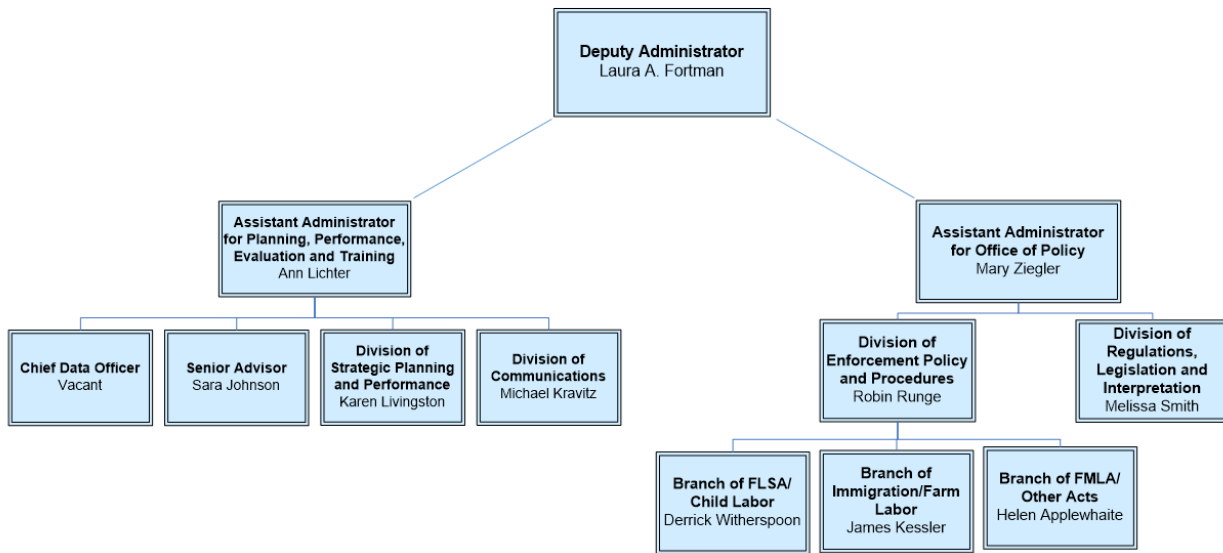 Deputy Administrator
Laura A. Fortman
Assistant Administrator
for Planning, Performance,
Evaluation and Training
Ann Lichter
Assistant Administrator
for Office of Policy
Mary Ziegler
Chief Data Officer
Vacant
Senior Advisor
Sara Johnson
Division of
Strategic Planning
and Performance
Karen Livingston
Division of
Communications
Michael Kravitz
Division of
Enforcement Policy
and Procedures
Robin Runge
Division of
Regulations,
Legislation and
Interpretation
Melissa Smith
Branch of FLSA/
Child Labor
Derrick Witherspoon
Branch of
Immigration/Farm
Labor
James Kessler
Branch of FMLA/
Other Acts
Helen Applewhaite